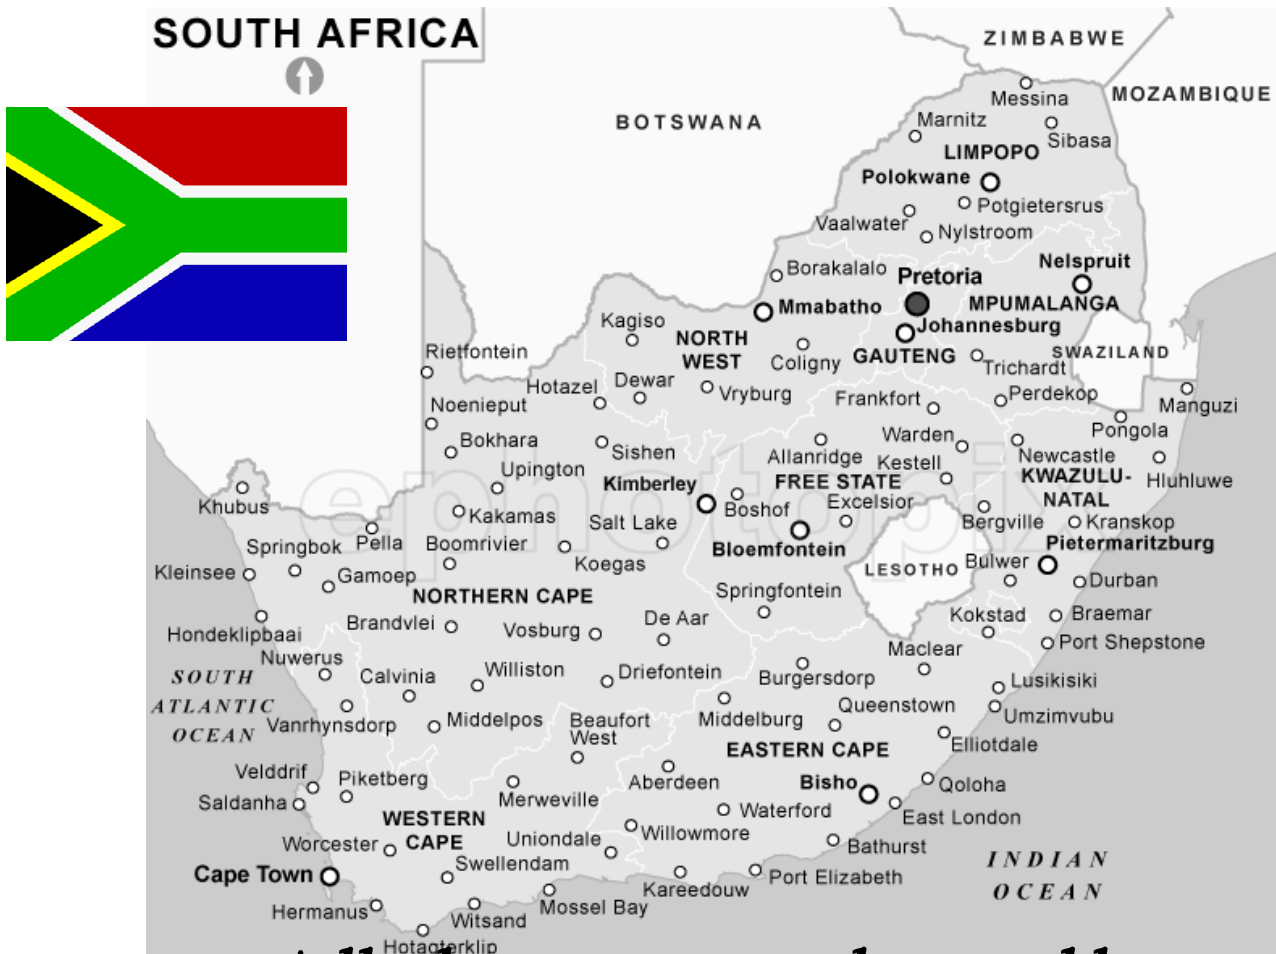 SOUTH AFRICA
ZIMBABWE
MOZAMBIQUE
BOTSWANA
Messina
Marnitz
Sibasa
LIMPOPO
Polokwane
Potgietersrus
Vaalwater
Nylstroom
Nelspruit
Borakalalo
Pretoria
Mmabatho
MPUMALANGA
Kagiso
Johannesburg
NORTH
WEST
Coligny
GAUTENG
SWAZILAND
Rietfontein
Trichardt
Hotazel
Dewar
Vryburg
Frankfort
Perdekop
Manguzi
Noenieput
Pongola
Bokhara
Sishen
Allanridge
Warden
Newcastle
Upington
Kestell
Kimberley
FREE STATE
KWAZULU-
NATAL
Hluhluwe
Khubus
Boshof
Excelsior
Kakamas
Salt Lake
Bergville
Kranskop
ephotopix
Springbok
Pella
Boomrivier
Bloemfontein
Pietermaritzburg
Kleinsee
Gamoep
Koegas
LESOTHO
Bulwer
Durban
NORTHERN CAPE
Springfontein
Hondeklipbaai
Brandvlei
Vosburg
De Aar
Kokstad
Braemar
Port Shepstone
Nuwerus
Maclear
SOUTH
ATLANTIC
OCEAN
Calvinia
Williston
Driefontein
Burgersdorp
Lusikisiki
Vanrhynsdorp
Middelpos
Beaufort
West
Middelburg
Queenstown
Umzimvubu
EASTERN CAPE
Elliotdale
Velddrif
Piketberg
Aberdeen
Bisho
Qoloha
Saldanha
Merweville
Waterford
East London
WESTERN
CAPE
Worcester
Uniondale
Willowmore
Bathurst
Swellendam
INDIAN
OCEAN
Cape Town
Kareedouw
Port Elizabeth
Hermanus
Witsand
Mossel Bay
Hotagterklip